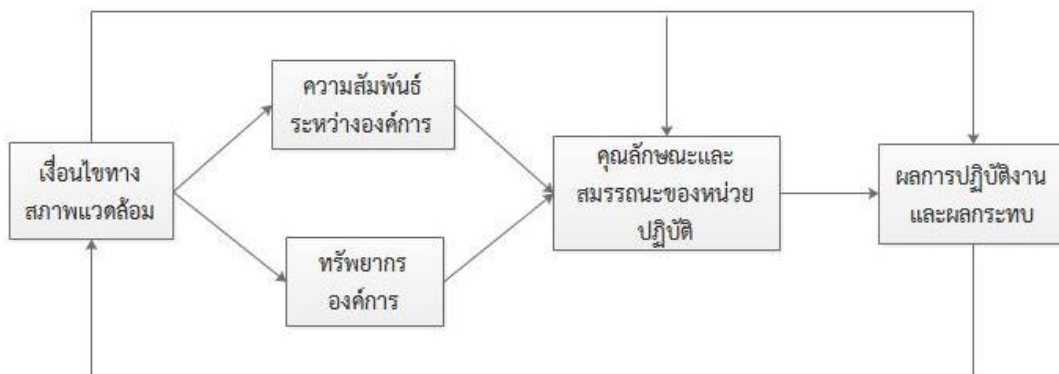 ความสัมพันธ์
ระหว่างองค์การ
เงื่อนไขทาง
สภาพแวดล้อม
ทรัพยากร
องค์การ
คุณลักษณะและ
สมรรถนะของหน่วย
ปฏิบัติ
ผลการปฏิบัติงาน
และผลกระทบ